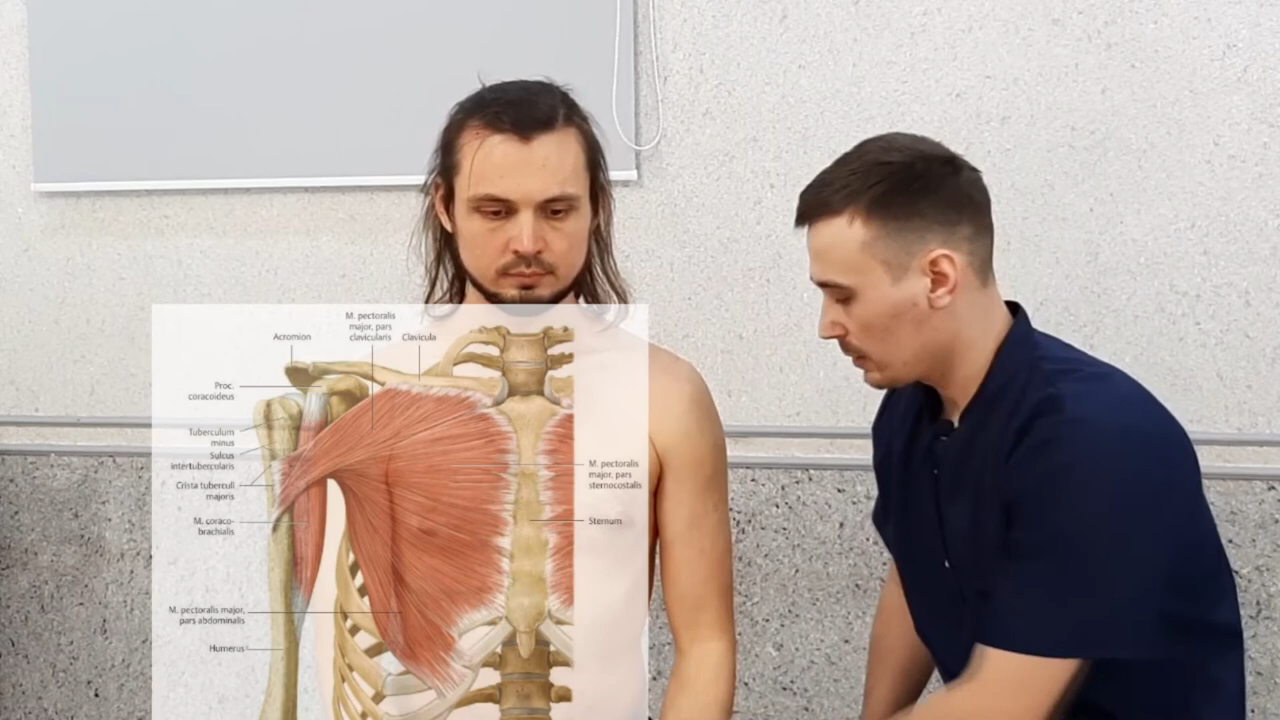 M. pectoralis
major, pars
clavicularis
Acromion
Clavicula
Proc.
coracoideus
Tuberculum
minus
Sulcus
intertubercularis
Crista tuberculi
majoris
M. coraco-
brachialis
M. pectoralis major,
pars abdominalis
Humerus
M. pectoralis
major, pars
sternocostalis
Sternum